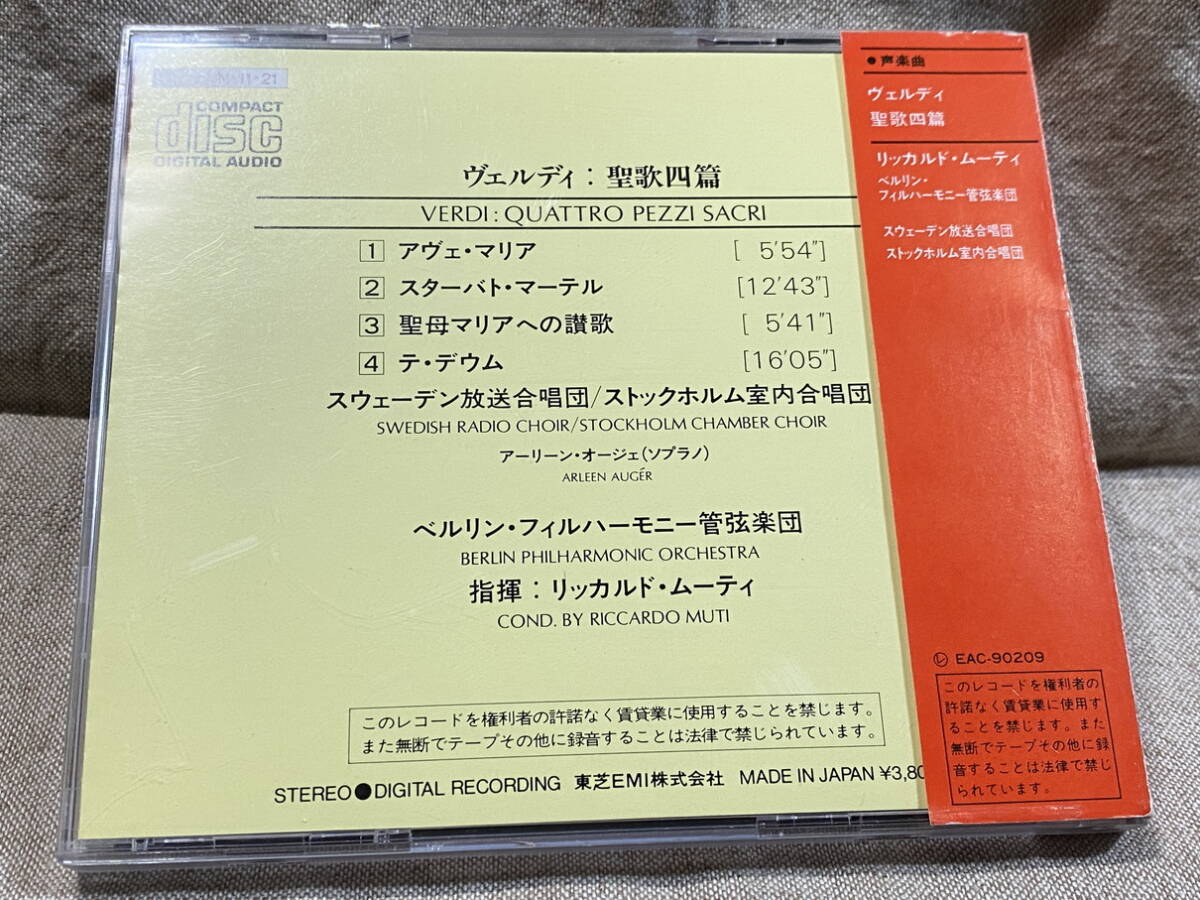 COMPACT
disc
DIGITAL AUDIO
ヴェルディ：聖歌四篇
VERDI: QUATTRO PEZZI SACRI
1 アヴェ・マリア [ 5′54″]
2 スターバト・マーテル [12′43″]
3 聖母マリアへの讃歌 [ 5′41″]
4 テ・デウム [16′05″]
スウェーデン放送合唱団/ストックホルム室内合唱団
SWEDISH RADIO CHOIR/STOCKHOLM CHAMBER CHOIR
アーリーン・オージェ(ソプラノ)
ARLEEN AUGÉR
ベルリン・フィルハーモニー管弦楽団
BERLIN PHILHARMONIC ORCHESTRA
指揮：リッカルド・ムーティ
COND. BY RICCARDO MUTI
このレコードを権利者の許諾なく賃貸業に使用することを禁じます。
また無断でテープその他に録音することは法律で禁じられています。
STEREO●DIGITAL RECORDING 東芝EMI株式会社 MADE IN JAPAN ¥3,80
●声楽曲
ヴェルディ
聖歌四篇
リッカルド・ムーティ
ベルリン・
フィルハーモニー管弦楽団
スウェーデン放送合唱団
ストックホルム室内合唱団
Ⓛ EAC-90209
このレコードを権利者の
許諾なく賃貸業に使用す
ることを禁じます。また
無断でテープその他に録
音することは法律で禁じ
られています。